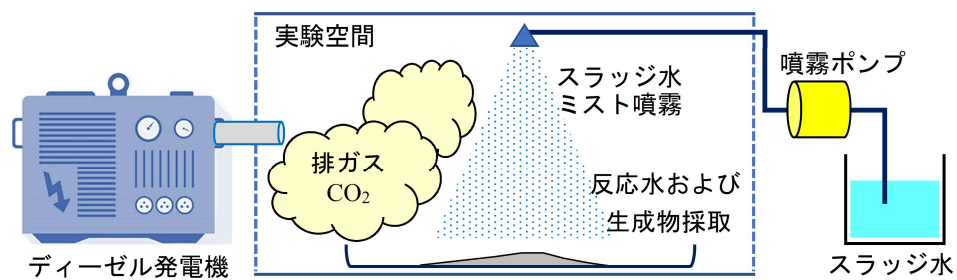 実験空間
噴霧ポンプ
スラッジ水
ミスト噴霧
排ガス
CO₂
反応水および
生成物採取
ディーゼル発電機
スラッジ水